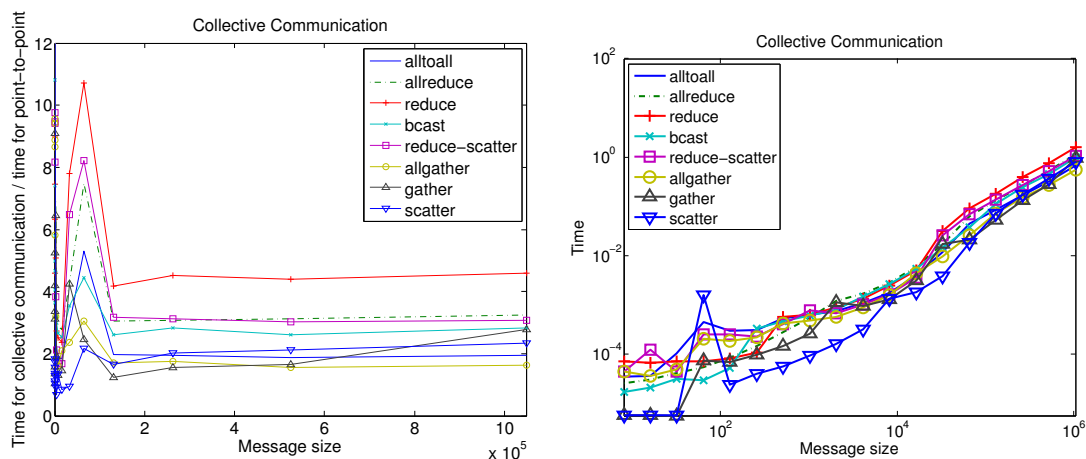 Collective Communication
Time for collective communication / time for point-to-point
12
10
8
6
4
2
0
alltoall
allreduce
reduce
bcast
reduce-scatter
allgather
gather
scatter
0
2
4
6
8
10
x 10^5
Message size
Collective Communication
Time
10^2
10^0
10^-2
10^-4
alltoall
allreduce
reduce
bcast
reduce-scatter
allgather
gather
scatter
10^2
10^4
10^6
Message size